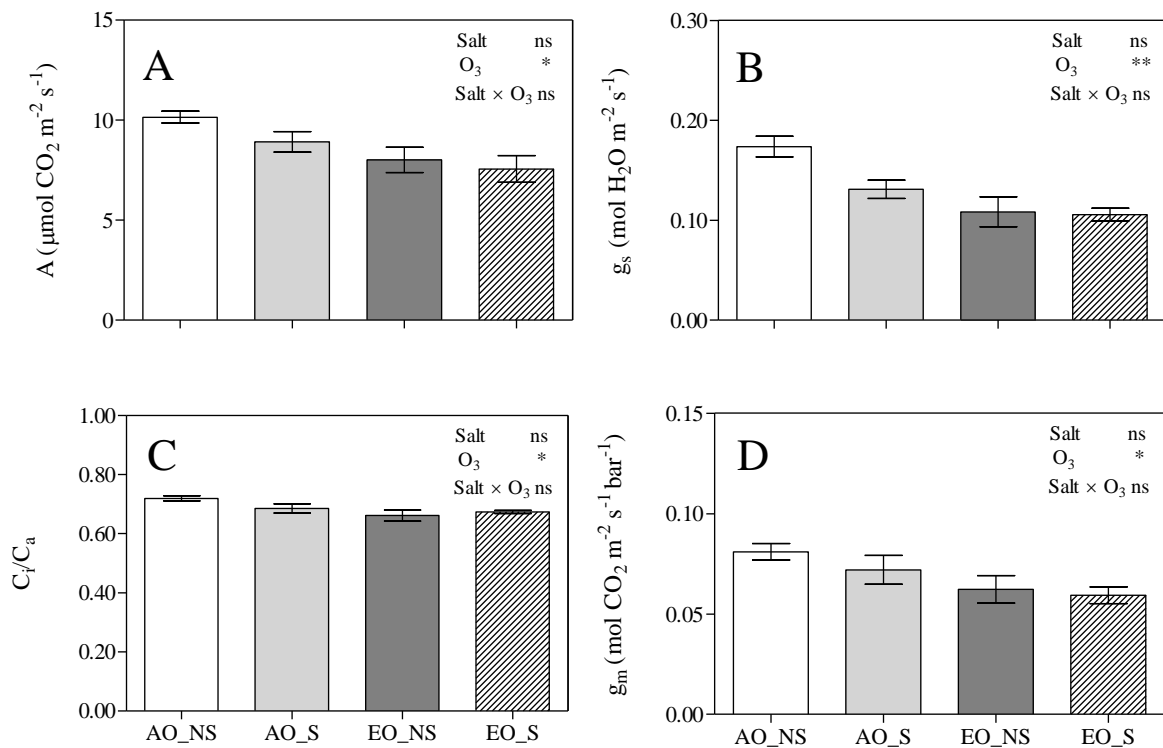 A
Salt ns
O₃ *
Salt × O₃ ns
A (μmol CO₂ m⁻² s⁻¹)
15
10
5
0
B
Salt ns
O₃ **
Salt × O₃ ns
gₛ (mol H₂O m⁻² s⁻¹)
0.30
0.20
0.10
0.00
C
Salt ns
O₃ *
Salt × O₃ ns
Cᵢ/Cₐ
1.00
0.80
0.60
0.40
0.20
0.00
AO_NS AO_S EO_NS EO_S
D
Salt ns
O₃ *
Salt × O₃ ns
gₘ (mol CO₂ m⁻² s⁻¹ bar⁻¹)
0.15
0.10
0.05
0.00
AO_NS AO_S EO_NS EO_S